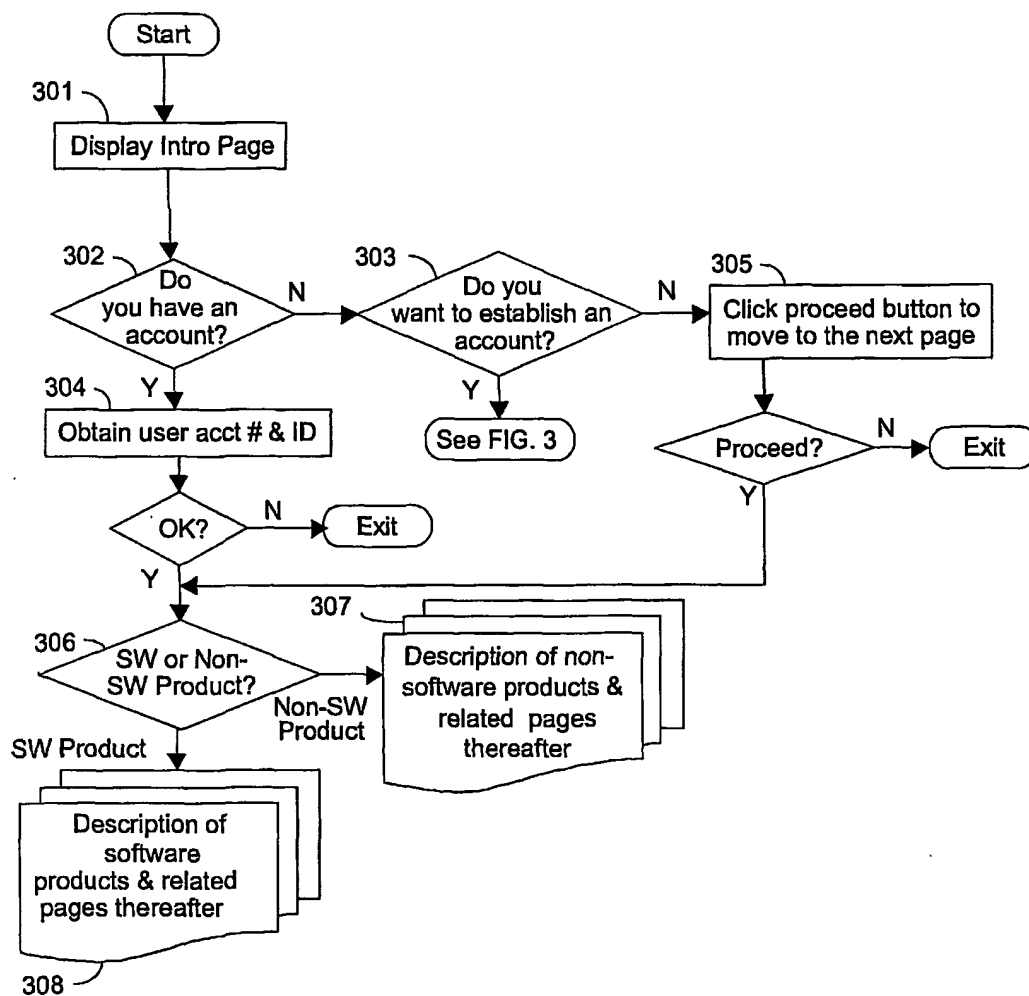 Start
301
Display Intro Page
302
Do
you have an
account?
N
303
Do you
want to establish an
account?
N
305
Click proceed button to
move to the next page
Y
304
Obtain user acct # & ID
Y
See FIG. 3
Proceed?
N
Exit
Y
OK?
N
Exit
Y
306
SW or Non-
SW Product?
Non-SW
Product
307
Description of non-
software products &
related pages
thereafter
SW Product
Description of
software
products & related
pages thereafter
308